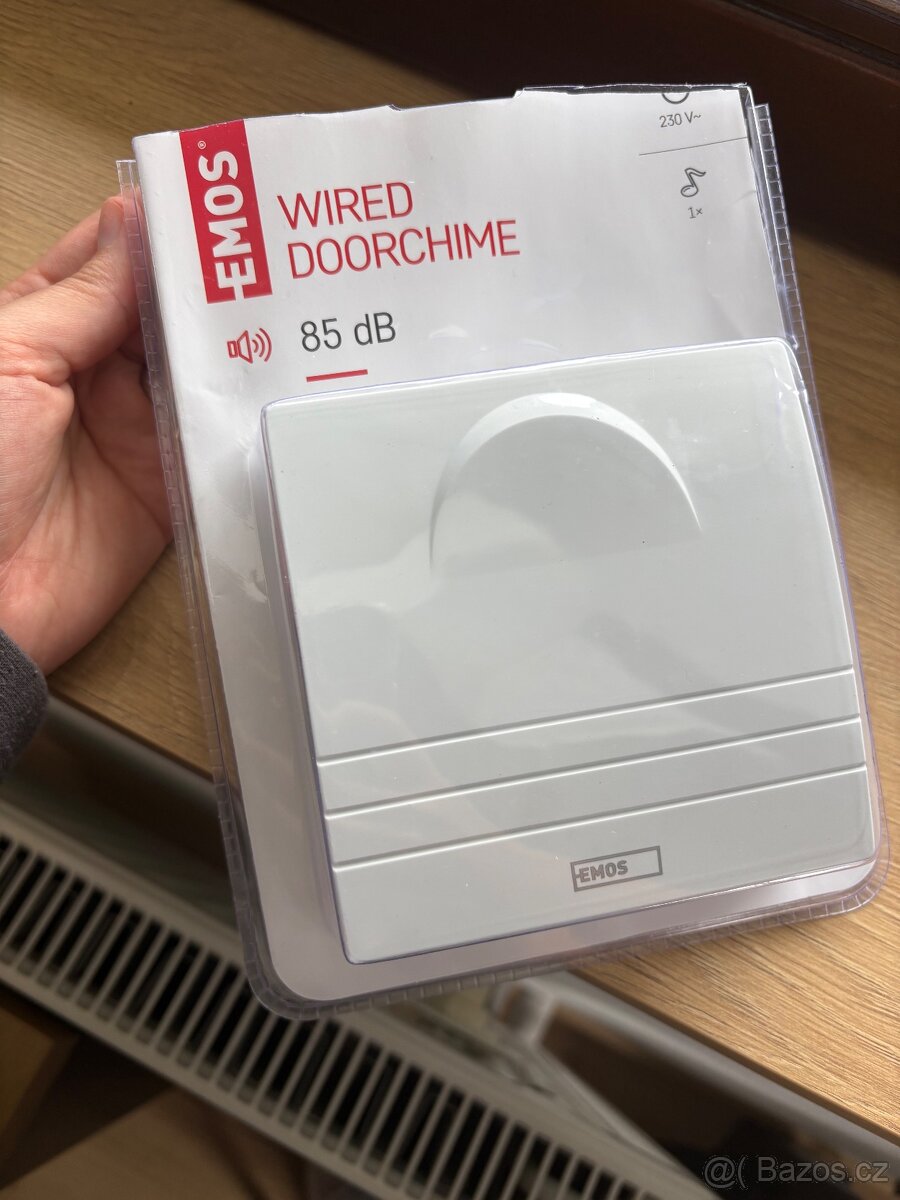 EMOS®
WIRED
DOORCHIME
85 dB
230 V~
1×
EMOS
@( Bazos.cz